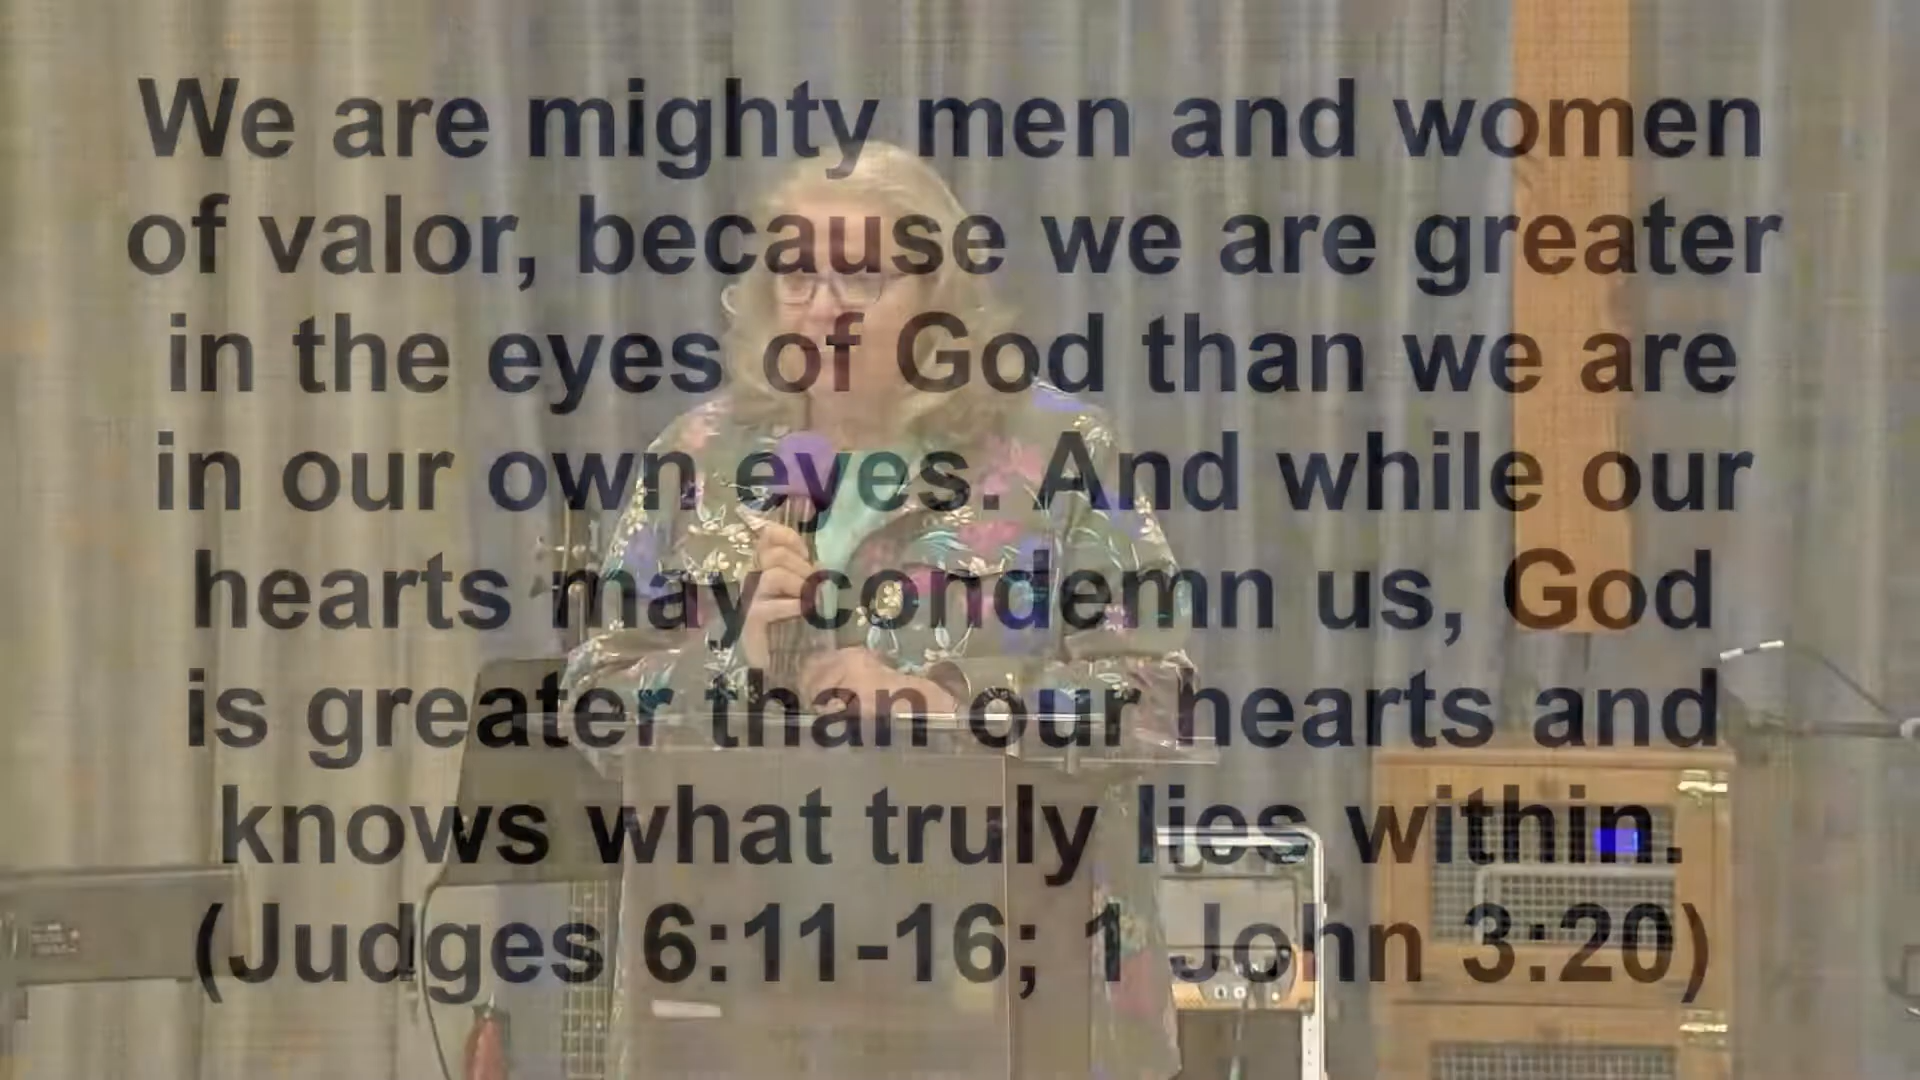 We are mighty men and women
of valor, because we are greater
in the eyes of God than we are
in our own eyes. And while our
hearts may condemn us, God
is greater than our hearts and
knows what truly lies within.
(Judges 6:11-16; 1 John 3:20)